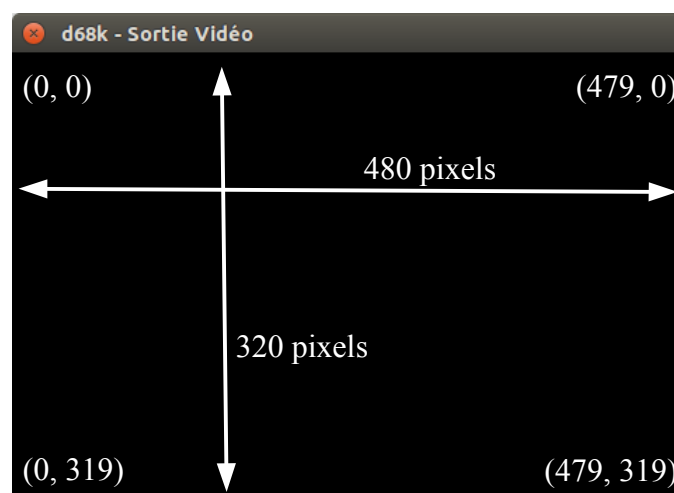 d68k - Sortie Vidéo
(0, 0)
(479, 0)
480 pixels
320 pixels
(0, 319)
(479, 319)